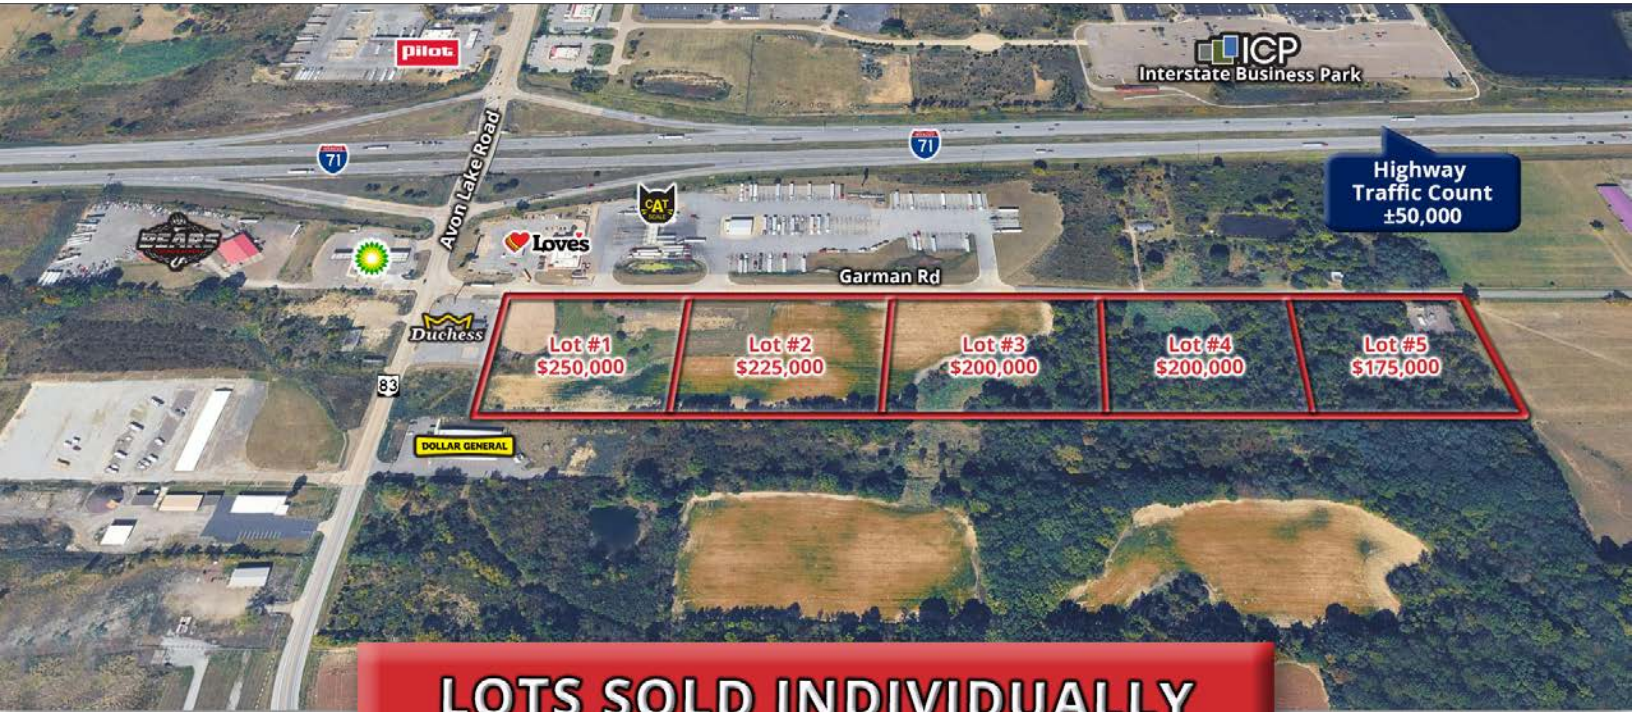 Pilot
ICP
Interstate Business Park
Avon Lake Road
71
71
Highway
Traffic Count
±50,000
CAT
SCALE
BEARS
Loves
Garman Rd
Duchess
Lot #1
$250,000
Lot #2
$225,000
Lot #3
$200,000
Lot #4
$200,000
Lot #5
$175,000
83
DOLLAR GENERAL
LOTS SOLD INDIVIDUALLY